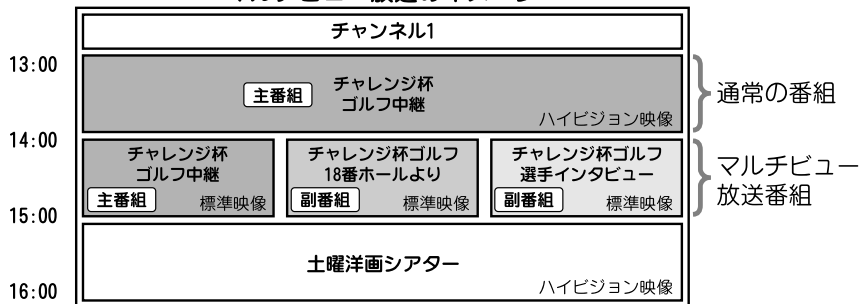 チャンネル1
13:00
主番組
チャレンジ杯
ゴルフ中継
ハイビジョン映像
通常の番組
14:00
チャレンジ杯
ゴルフ中継
主番組
標準映像
チャレンジ杯ゴルフ
18番ホールより
副番組
標準映像
チャレンジ杯ゴルフ
選手インタビュー
副番組
標準映像
マルチビュー
放送番組
15:00
土曜洋画シアター
ハイビジョン映像
16:00